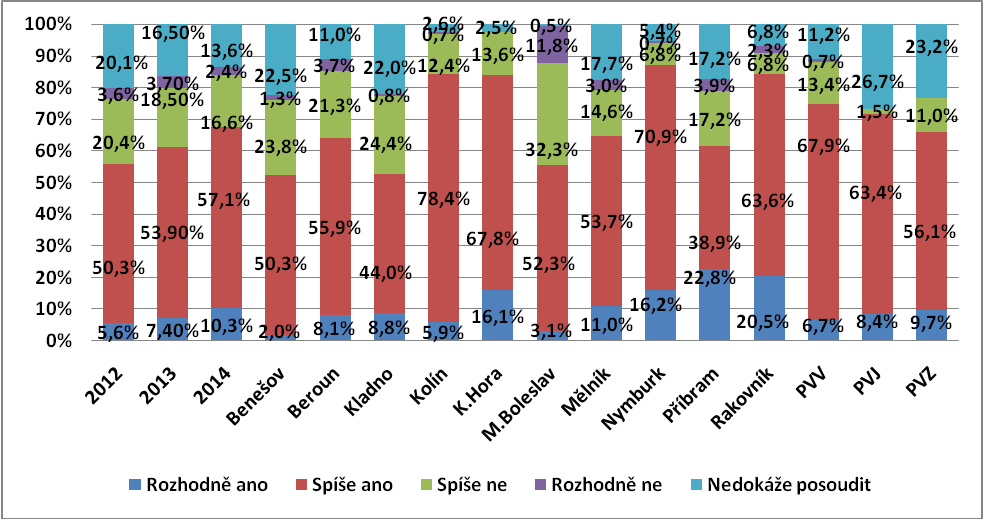 100%
90%
80%
70%
60%
50%
40%
30%
20%
10%
0%
20,1% 16,50% 13,6% 22,5% 11,0% 22,0% 2,6% 2,5% 0,5% 17,7% 5,4% 17,2% 6,8% 11,2% 26,7% 23,2%
3,6% 3,70% 2,4% 1,3% 3,7% 0,8% 0,7% 11,8% 3,0% 0,7% 3,9% 2,3% 0,7%
20,4% 18,50% 16,6% 23,8% 21,3% 24,4% 12,4% 13,6% 32,3% 14,6% 6,8% 17,2% 6,8% 13,4% 1,5% 11,0%
50,3% 53,90% 57,1% 50,3% 55,9% 44,0% 78,4% 67,8% 52,3% 53,7% 70,9% 38,9% 63,6% 67,9% 63,4% 56,1%
5,6% 7,40% 10,3% 2,0% 8,1% 8,8% 5,9% 16,1% 3,1% 11,0% 16,2% 22,8% 20,5% 6,7% 8,4% 9,7%
2012 2013 2014 Benešov Beroun Kladno Kolín K.Hora M.Boleslav Mělník Nymburk Příbram Rakovník PVV PVJ PVZ
Rozhodně ano Spíše ano Spíše ne Rozhodně ne Nedokáže posoudit